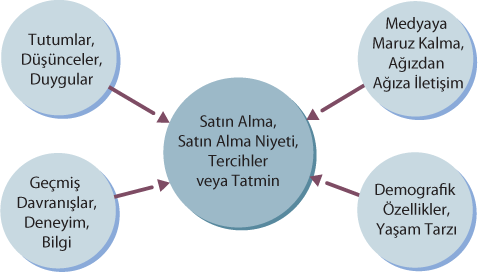 Tutumlar,
Düşünceler,
Duygular
Medyaya
Maruz Kalma,
Ağızdan
Ağıza İletişim
Satın Alma,
Satın Alma Niyeti,
Tercihler
veya Tatmin
Geçmiş
Davranışlar,
Deneyim,
Bilgi
Demografik
Özellikler,
Yaşam Tarzı